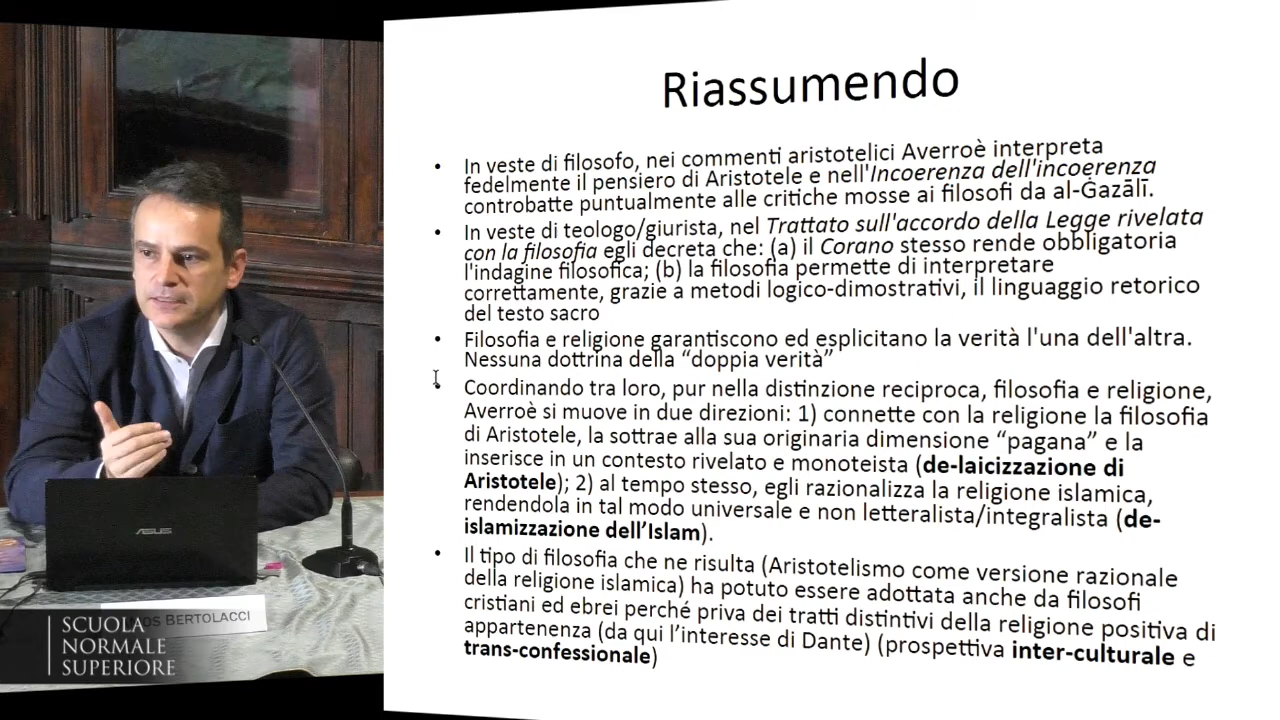 Riassumendo
• In veste di filosofo, nei commenti aristotelici Averroè interpreta
fedelmente il pensiero di Aristotele e nell'Incoerenza dell'incoerenza
controbatte puntualmente alle critiche mosse ai filosofi da al-Ġazālī.
• In veste di teologo/giurista, nel Trattato sull'accordo della Legge rivelata
con la filosofia egli decreta che: (a) il Corano stesso rende obbligatoria
l'indagine filosofica; (b) la filosofia permette di interpretare
correttamente, grazie a metodi logico-dimostrativi, il linguaggio retorico
del testo sacro
• Filosofia e religione garantiscono ed esplicitano la verità l'una dell'altra.
Nessuna dottrina della “doppia verità”
• Coordinando tra loro, pur nella distinzione reciproca, filosofia e religione,
Averroè si muove in due direzioni: 1) connette con la religione la filosofia
di Aristotele, la sottrae alla sua originaria dimensione “pagana” e la
inserisce in un contesto rivelato e monoteista (de-laicizzazione di
Aristotele); 2) al tempo stesso, egli razionalizza la religione islamica,
rendendola in tal modo universale e non letteralista/integralista (de-
islamizzazione dell’Islam).
• Il tipo di filosofia che ne risulta (Aristotelismo come versione razionale
della religione islamica) ha potuto essere adottata anche da filosofi
cristiani ed ebrei perché priva dei tratti distintivi della religione positiva di
appartenenza (da qui l’interesse di Dante) (prospettiva inter-culturale e
trans-confessionale)
ASUS
BERTOLACCI
SCUOLA
NORMALE
SUPERIORE